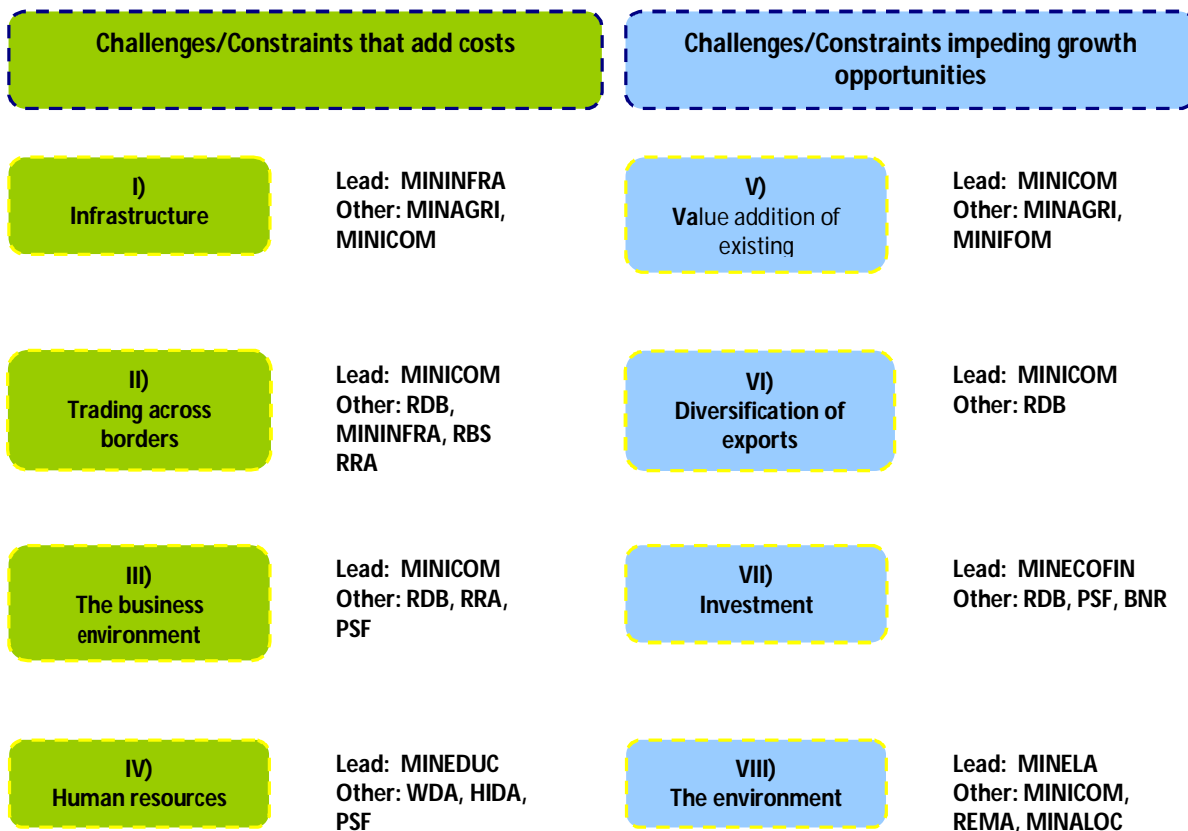 Challenges/Constraints that add costs
Challenges/Constraints impeding growth
opportunities
I)
Infrastructure
Lead: MININFRA
Other: MINAGRI,
MINICOM
V)
Value addition of
existing
Lead: MINICOM
Other: MINAGRI,
MINIFOM
II)
Trading across
borders
Lead: MINICOM
Other: RDB,
MININFRA, RBS
RRA
VI)
Diversification of
exports
Lead: MINICOM
Other: RDB
III)
The business
environment
Lead: MINICOM
Other: RDB, RRA,
PSF
VII)
Investment
Lead: MINECOFIN
Other: RDB, PSF, BNR
IV)
Human resources
Lead: MINEDUC
Other: WDA, HIDA,
PSF
VIII)
The environment
Lead: MINELA
Other: MINICOM,
REMA, MINALOC